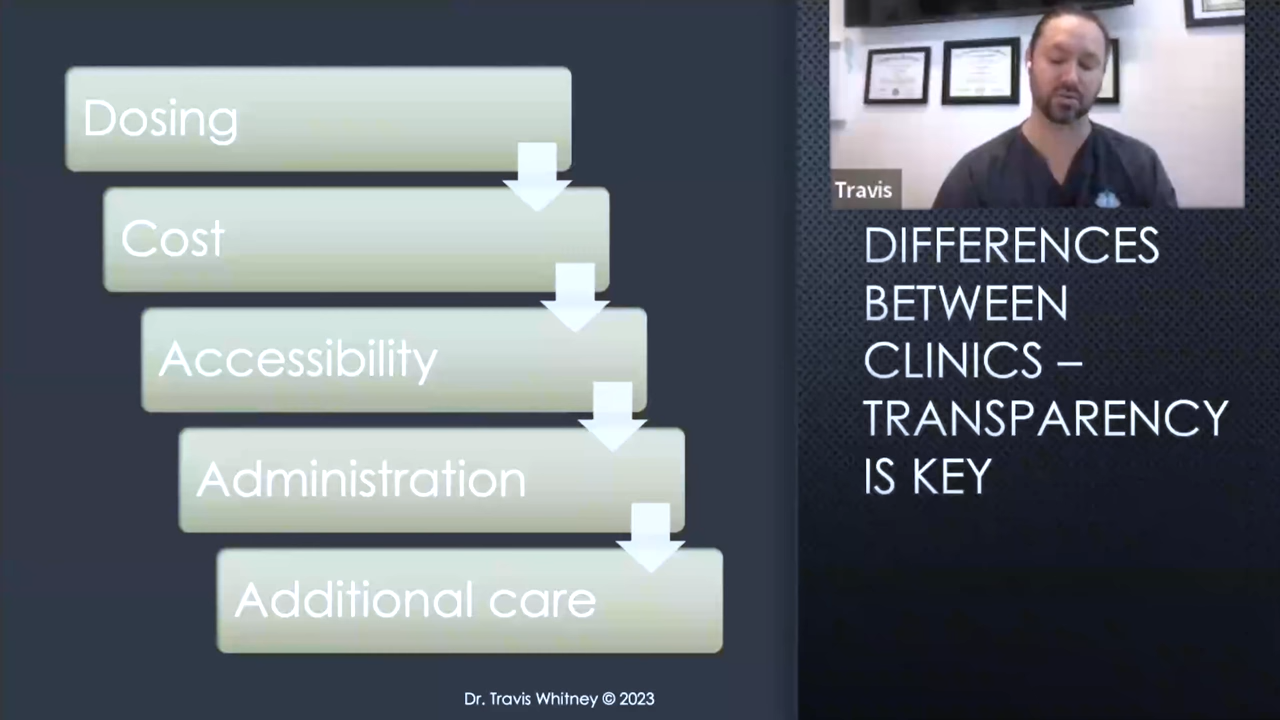 Dosing
Cost
Accessibility
Administration
Additional care
Dr. Travis Whitney © 2023
Travis
DIFFERENCES
BETWEEN
CLINICS –
TRANSPARENCY
IS KEY